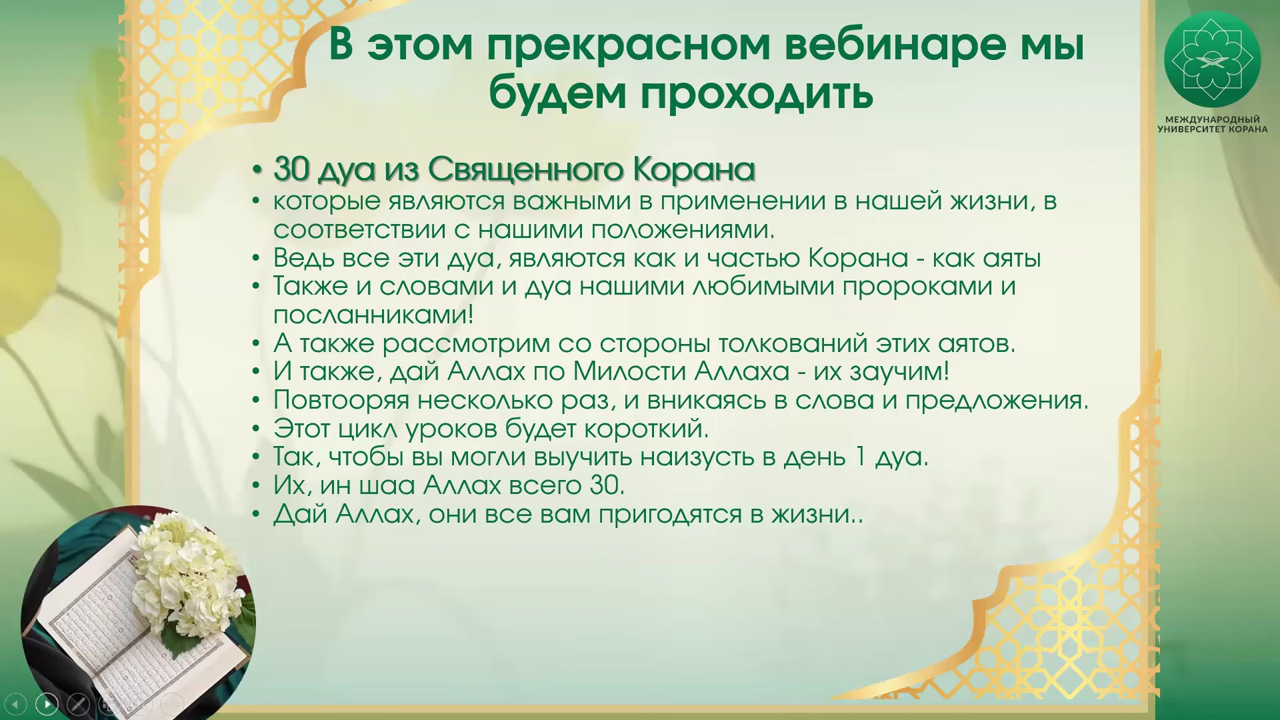 В этом прекрасном вебинаре мы
будем проходить
МЕЖДУНАРОДНЫЙ
УНИВЕРСИТЕТ КОРАНА
• 30 дуа из Священного Корана
• которые являются важными в применении в нашей жизни, в
соответствии с нашими положениями.
• Ведь все эти дуа, являются как и частью Корана - как аяты
• Также и словами и дуа нашими любимыми пророками и
посланниками!
• А также рассмотрим со стороны толкований этих аятов.
• И также, дай Аллах по Милости Аллаха - их заучим!
• Повтооряя несколько раз, и вникаясь в слова и предложения.
• Этот цикл уроков будет короткий.
• Так, чтобы вы могли выучить наизусть в день 1 дуа.
• Их, ин шаа Аллах всего 30.
• Дай Аллах, они все вам пригодятся в жизни..